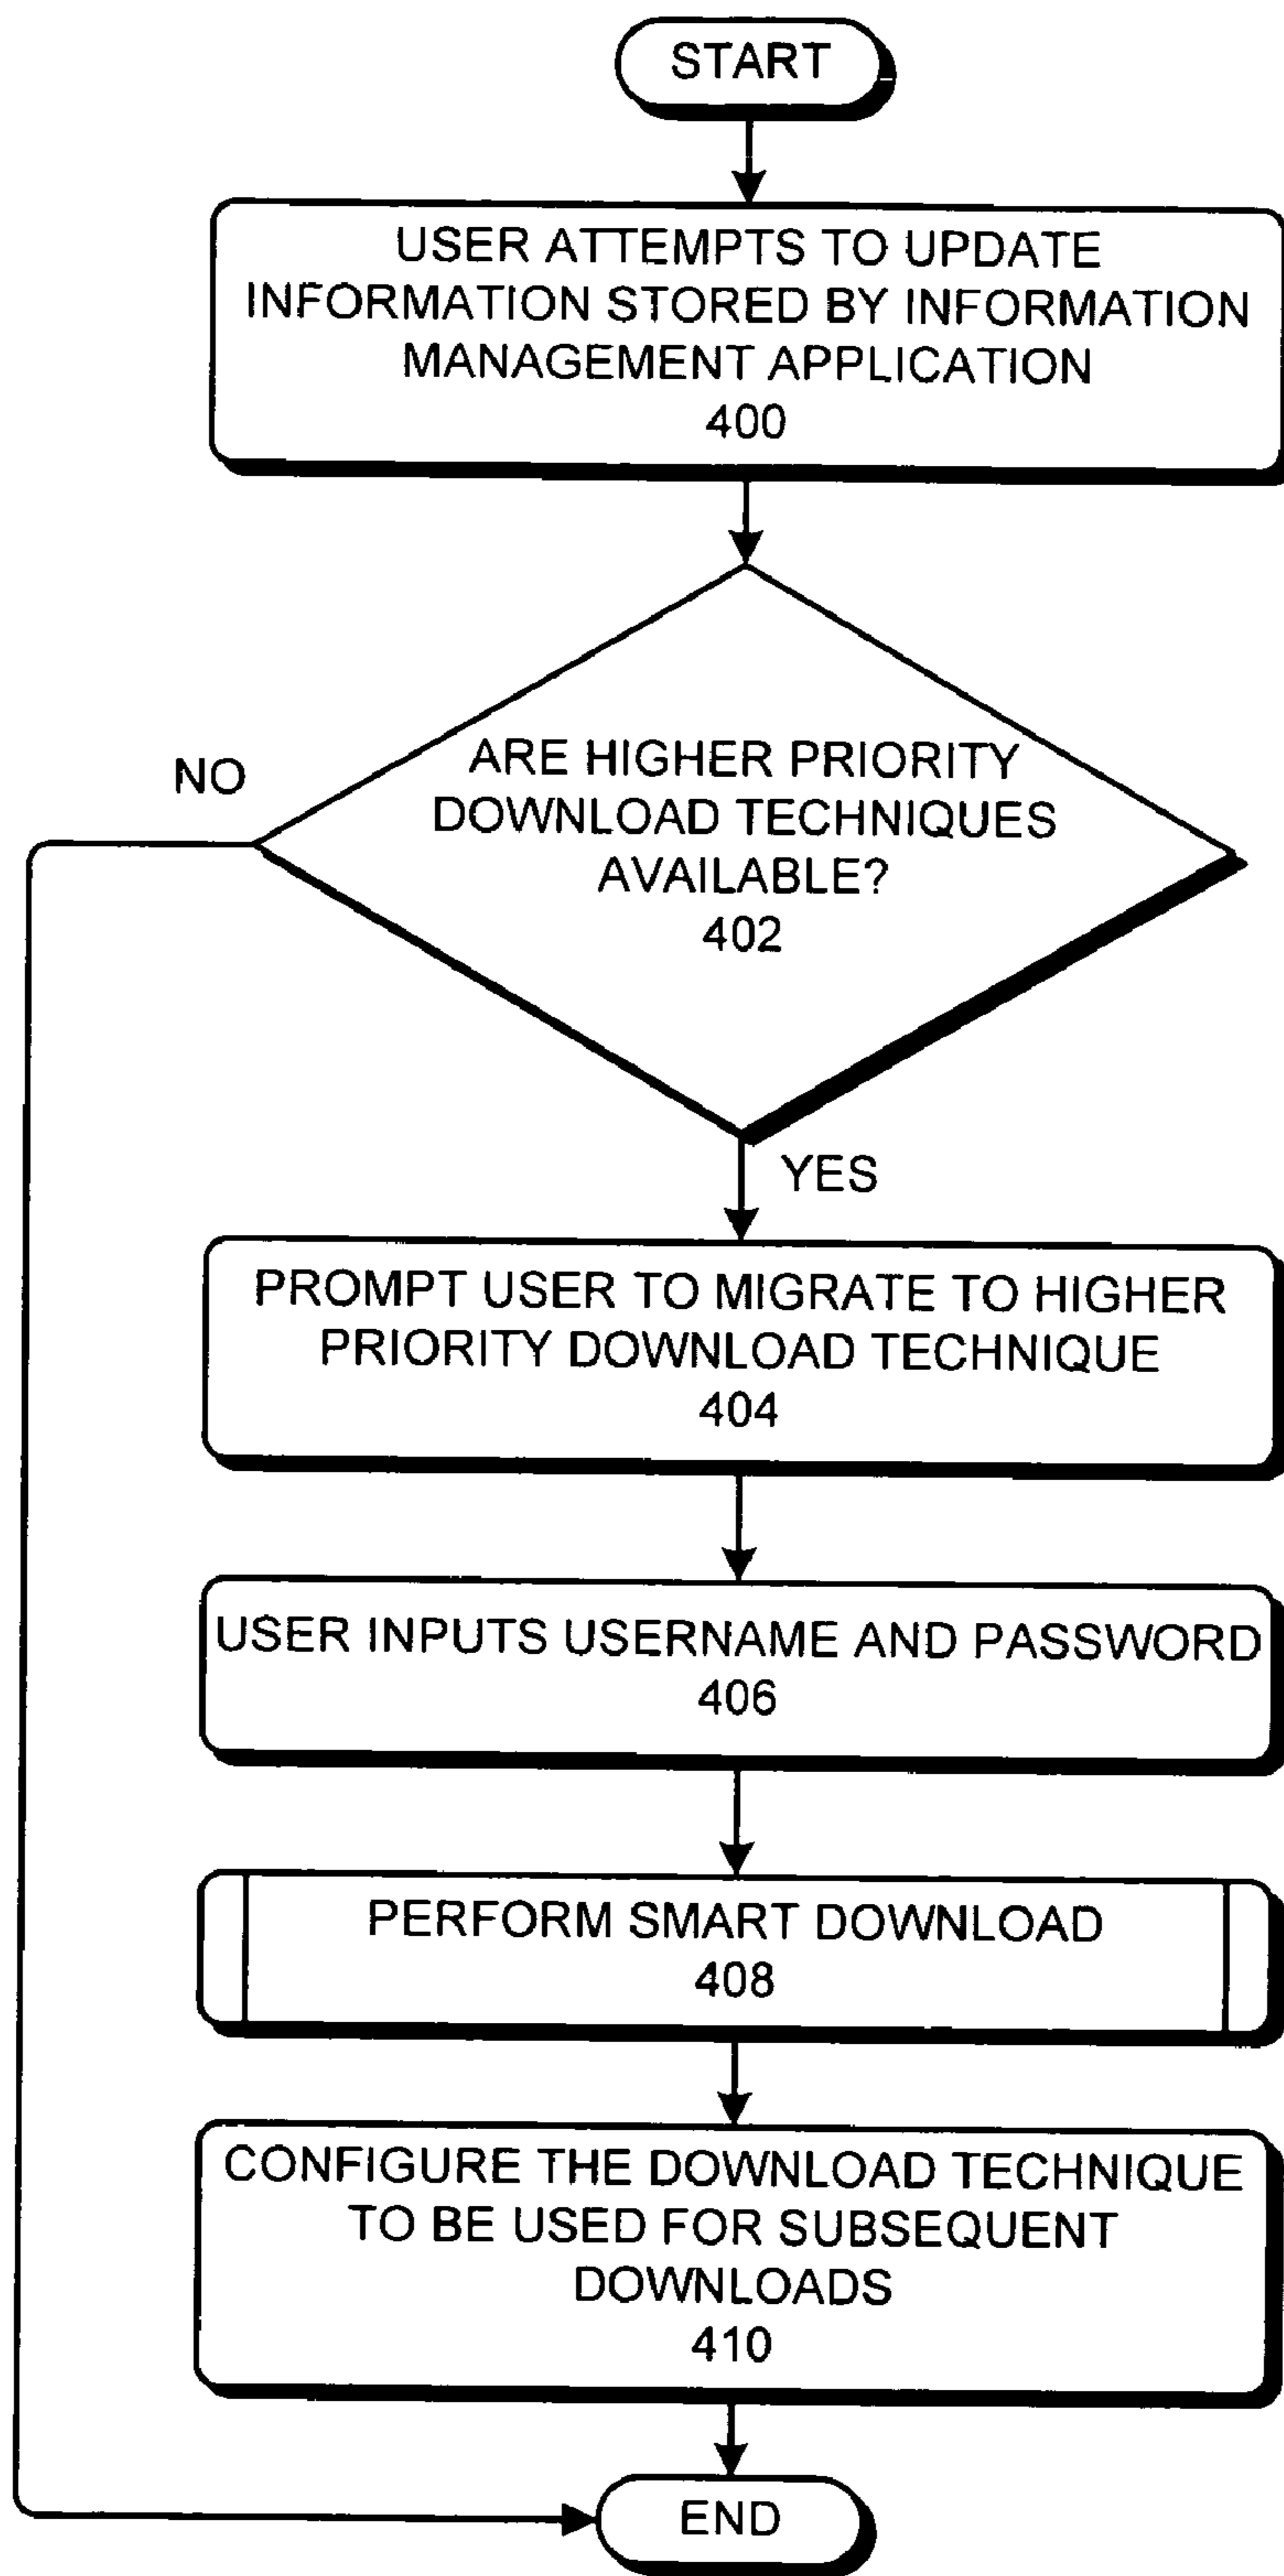 START
USER ATTEMPTS TO UPDATE
INFORMATION STORED BY INFORMATION
MANAGEMENT APPLICATION
400
ARE HIGHER PRIORITY
DOWNLOAD TECHNIQUES
AVAILABLE?
402
NO
YES
PROMPT USER TO MIGRATE TO HIGHER
PRIORITY DOWNLOAD TECHNIQUE
404
USER INPUTS USERNAME AND PASSWORD
406
PERFORM SMART DOWNLOAD
408
CONFIGURE THE DOWNLOAD TECHNIQUE
TO BE USED FOR SUBSEQUENT
DOWNLOADS
410
END